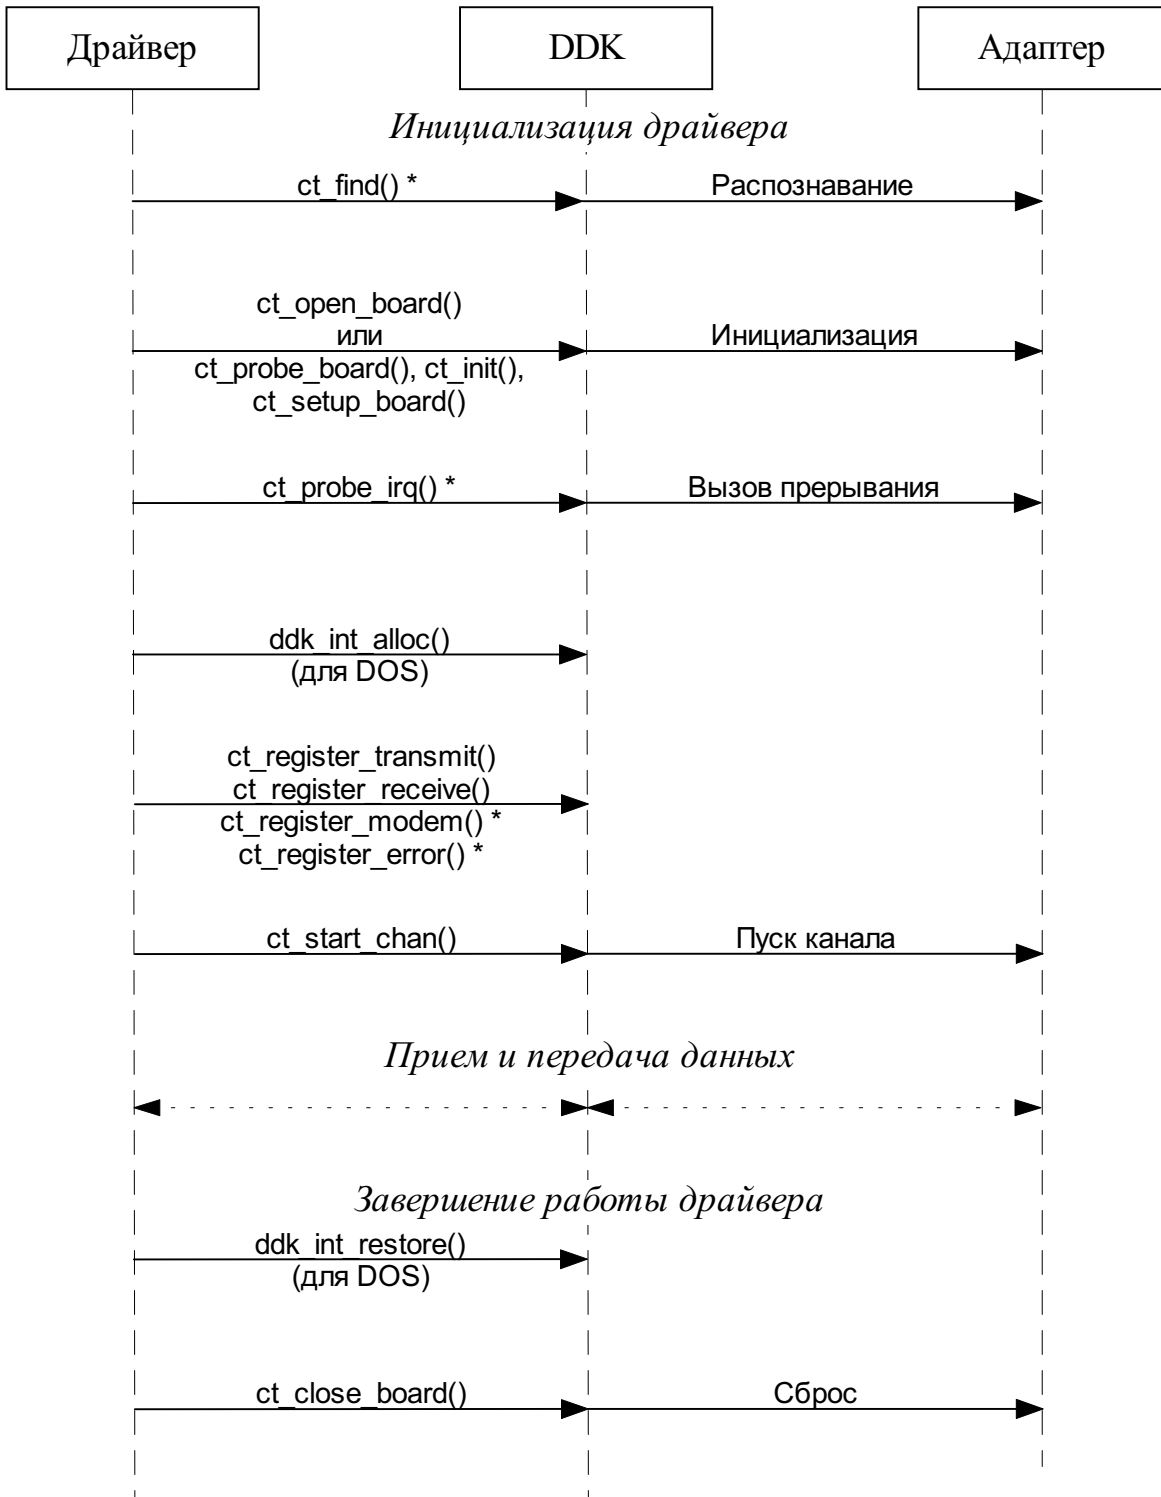 Драйвер
DDK
Адаптер
Инициализация драйвера
ct_find() *
Распознавание
ct_open_board()
или
ct_probe_board(), ct_init(),
ct_setup_board()
Инициализация
ct_probe_irq() *
Вызов прерывания
ddk_int_alloc()
(для DOS)
ct_register_transmit()
ct_register_receive()
ct_register_modem() *
ct_register_error() *
ct_start_chan()
Пуск канала
Прием и передача данных
Завершение работы драйвера
ddk_int_restore()
(для DOS)
ct_close_board()
Сброс